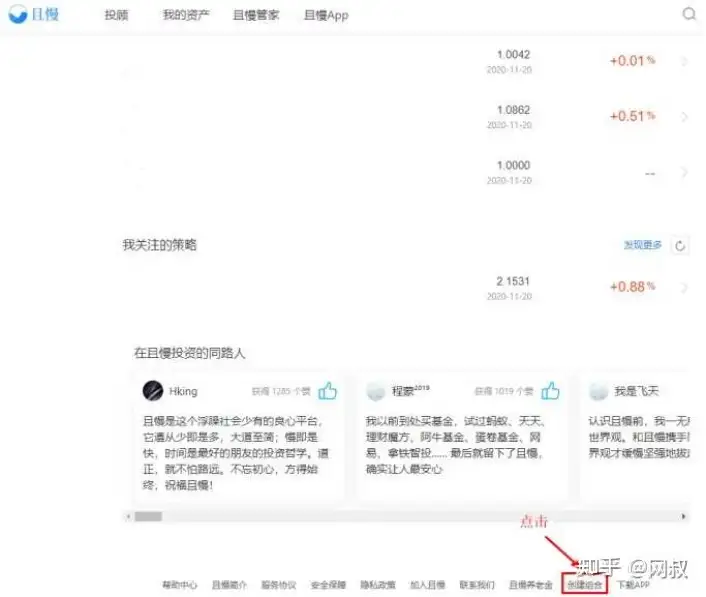 且慢 投顾 我的资产 且慢管家 且慢App
1.0042 +0.01%
2020-11-20
1.0862 +0.51%
2020-11-20
1.0000 --
2020-11-20
我关注的策略 发现更多
2.1531 +0.88%
2020-11-20
在且慢投资的同路人
Hking 获得 1285 个赞
且慢是这个浮躁社会少有的良心平台，
它遵从少即是多，大道至简；慢即是
快，时间是最好的朋友的投资哲学。道
正，就不怕路远。不忘初心，方得始
终，祝福且慢！
程蒙2019 获得 1019 个赞
我以前到处买基金，试过蚂蚁、天天、
理财魔方、阿牛基金、蛋卷基金、网
易，拿铁智投...... 最后就留下了且慢，
确实让人最安心
我是飞天
认识且慢前，我一无
世界观。和且慢携手
界观才缓慢坚强地拔
点击
帮助中心 且慢简介 服务协议 安全保障 隐私政策 加入且慢 联系我们 且慢养老金 创建组合 下载APP
知乎 @网叔